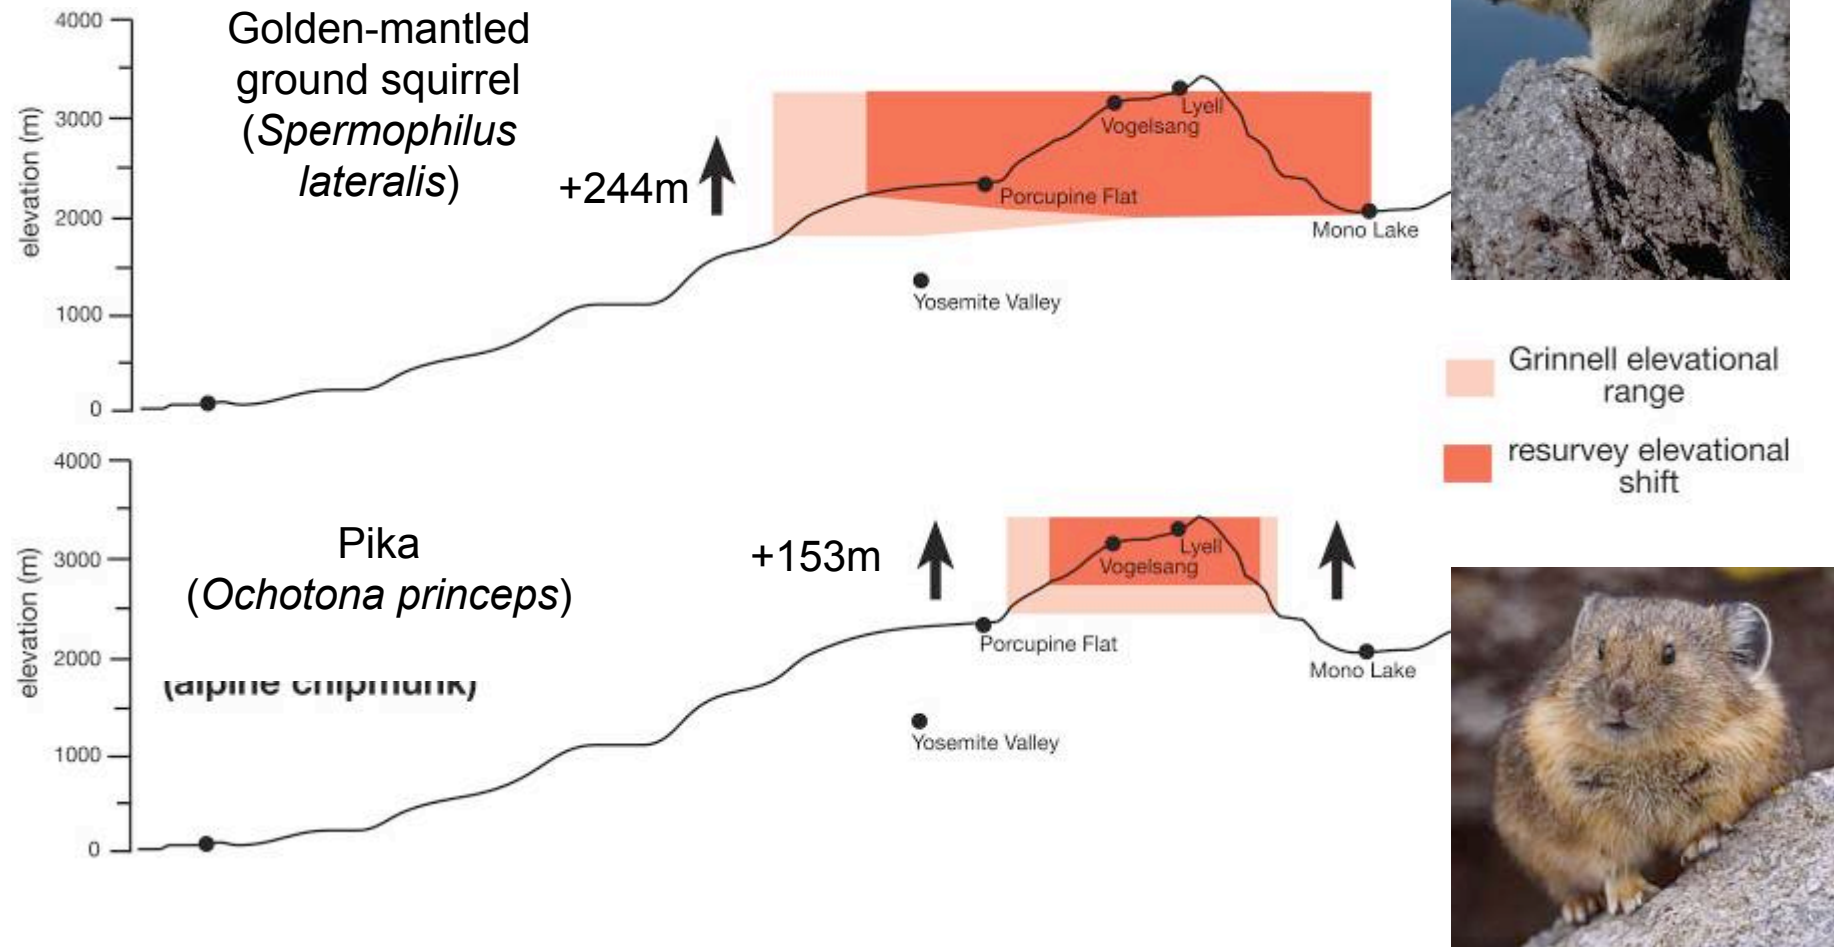 4000
3000
2000
1000
0
elevation (m)
Golden-mantled
ground squirrel
(Spermophilus
lateralis)
+244m
Lyell
Vogelsang
Porcupine Flat
Mono Lake
Yosemite Valley
Grinnell elevational
range
resurvey elevational
shift
4000
3000
2000
1000
0
elevation (m)
Pika
(Ochotona princeps)
(alpine chipmunk)
+153m
Lyell
Vogelsang
Porcupine Flat
Mono Lake
Yosemite Valley